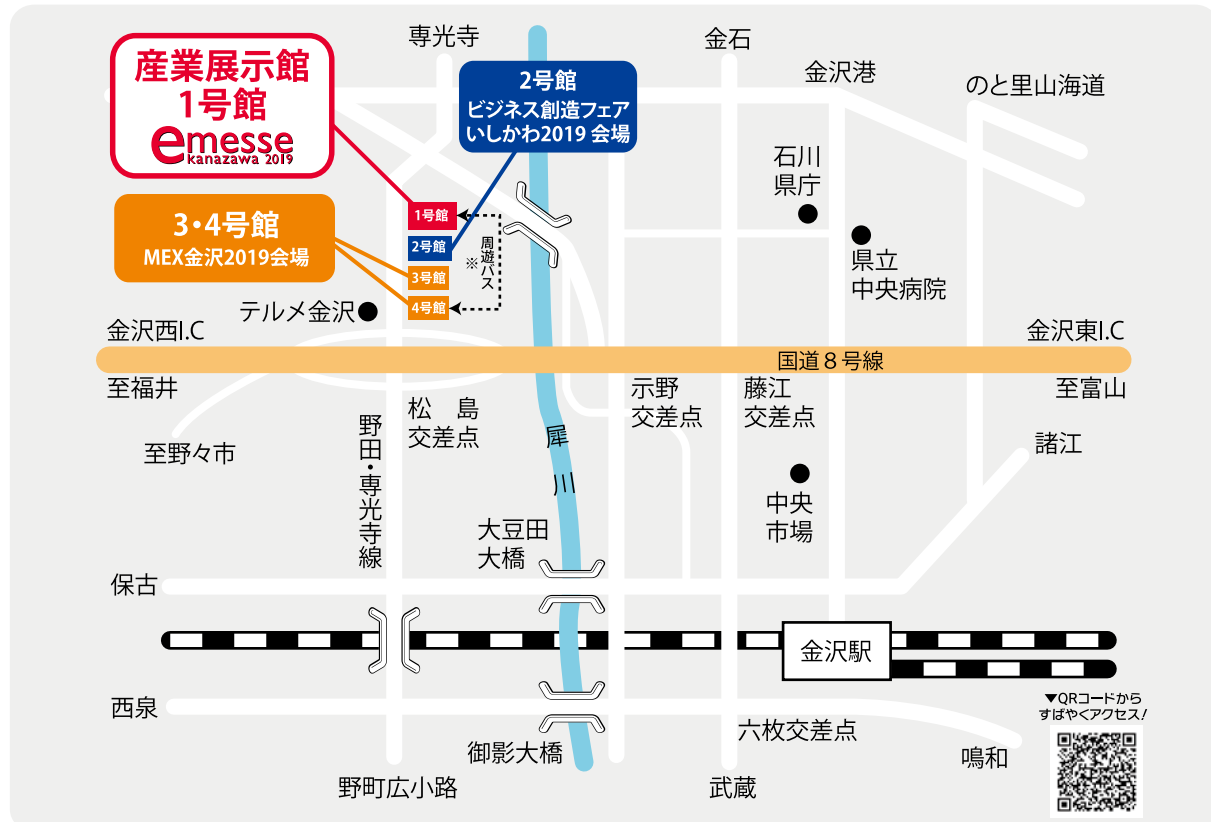 専光寺
金石
金沢港
のと里山海道
産業展示館
1号館
emesse
kanazawa 2019
2号館
ビジネス創造フェア
いしかわ2019 会場
石川
県庁
3・4号館
MEX金沢2019会場
1号館
2号館
3号館
4号館
周遊バス
※
県立
中央病院
テルメ金沢
金沢西I.C
金沢東I.C
国道8号線
至福井
示野
交差点
藤江
交差点
至富山
松島
交差点
野田・専光寺線
犀川
至野々市
諸江
中央
市場
大豆田
大橋
保古
金沢駅
西泉
▼QRコードから
すばやくアクセス!
六枚交差点
御影大橋
鳴和
野町広小路
武蔵